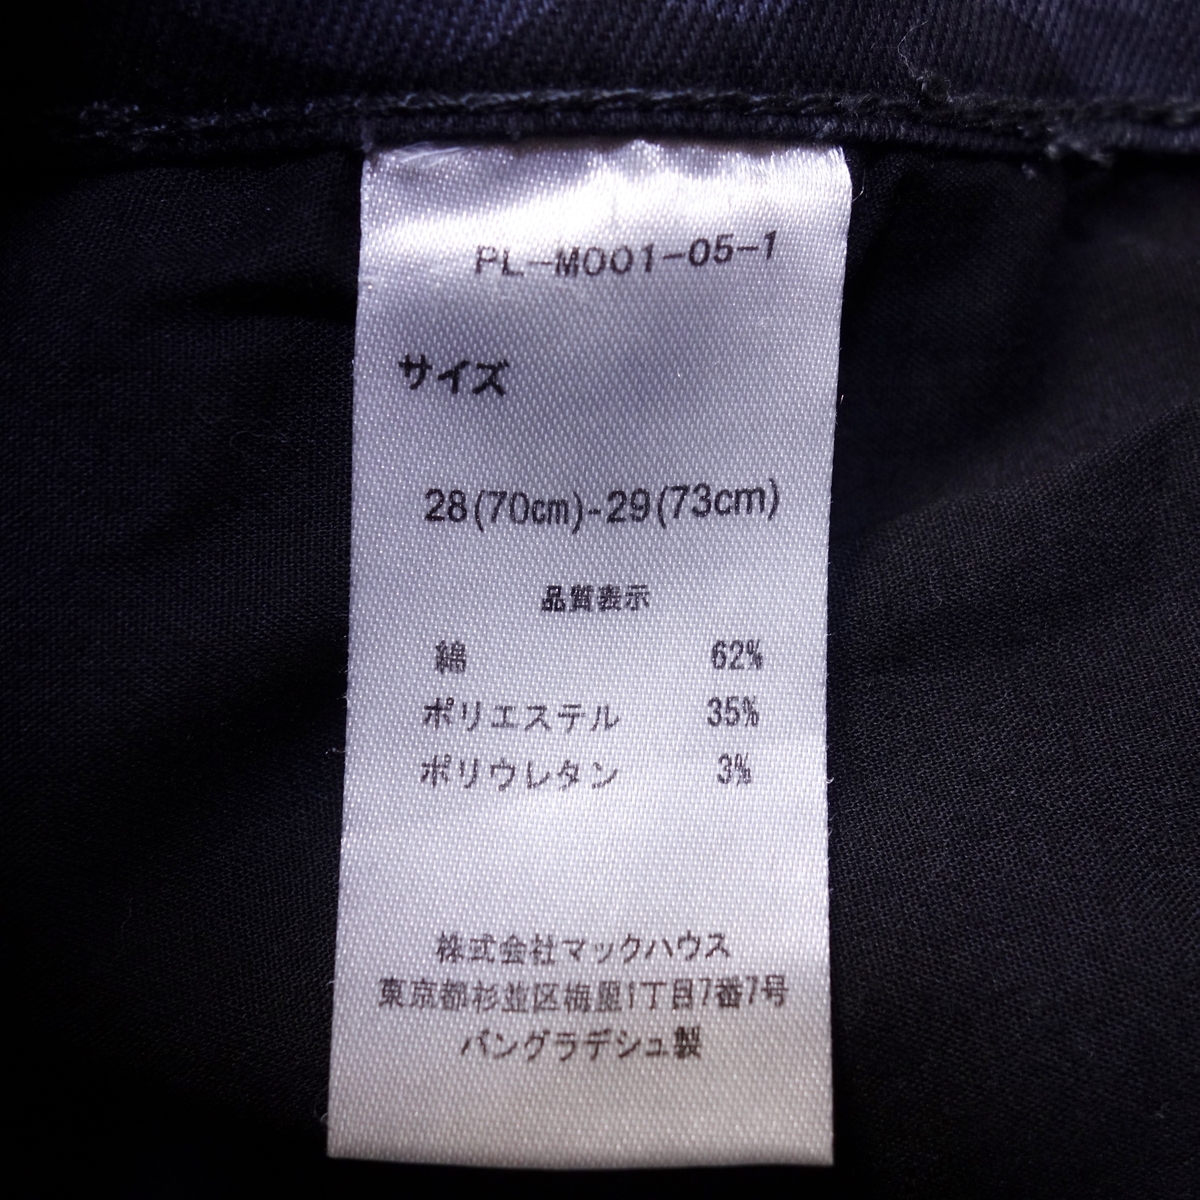 PL-M001-05-1
サイズ
28(70cm)-29(73cm)
品質表示
綿 62%
ポリエステル 35%
ポリウレタン 3%
株式会社マックハウス
東京都杉並区梅里1丁目7番7号
バングラデシュ製